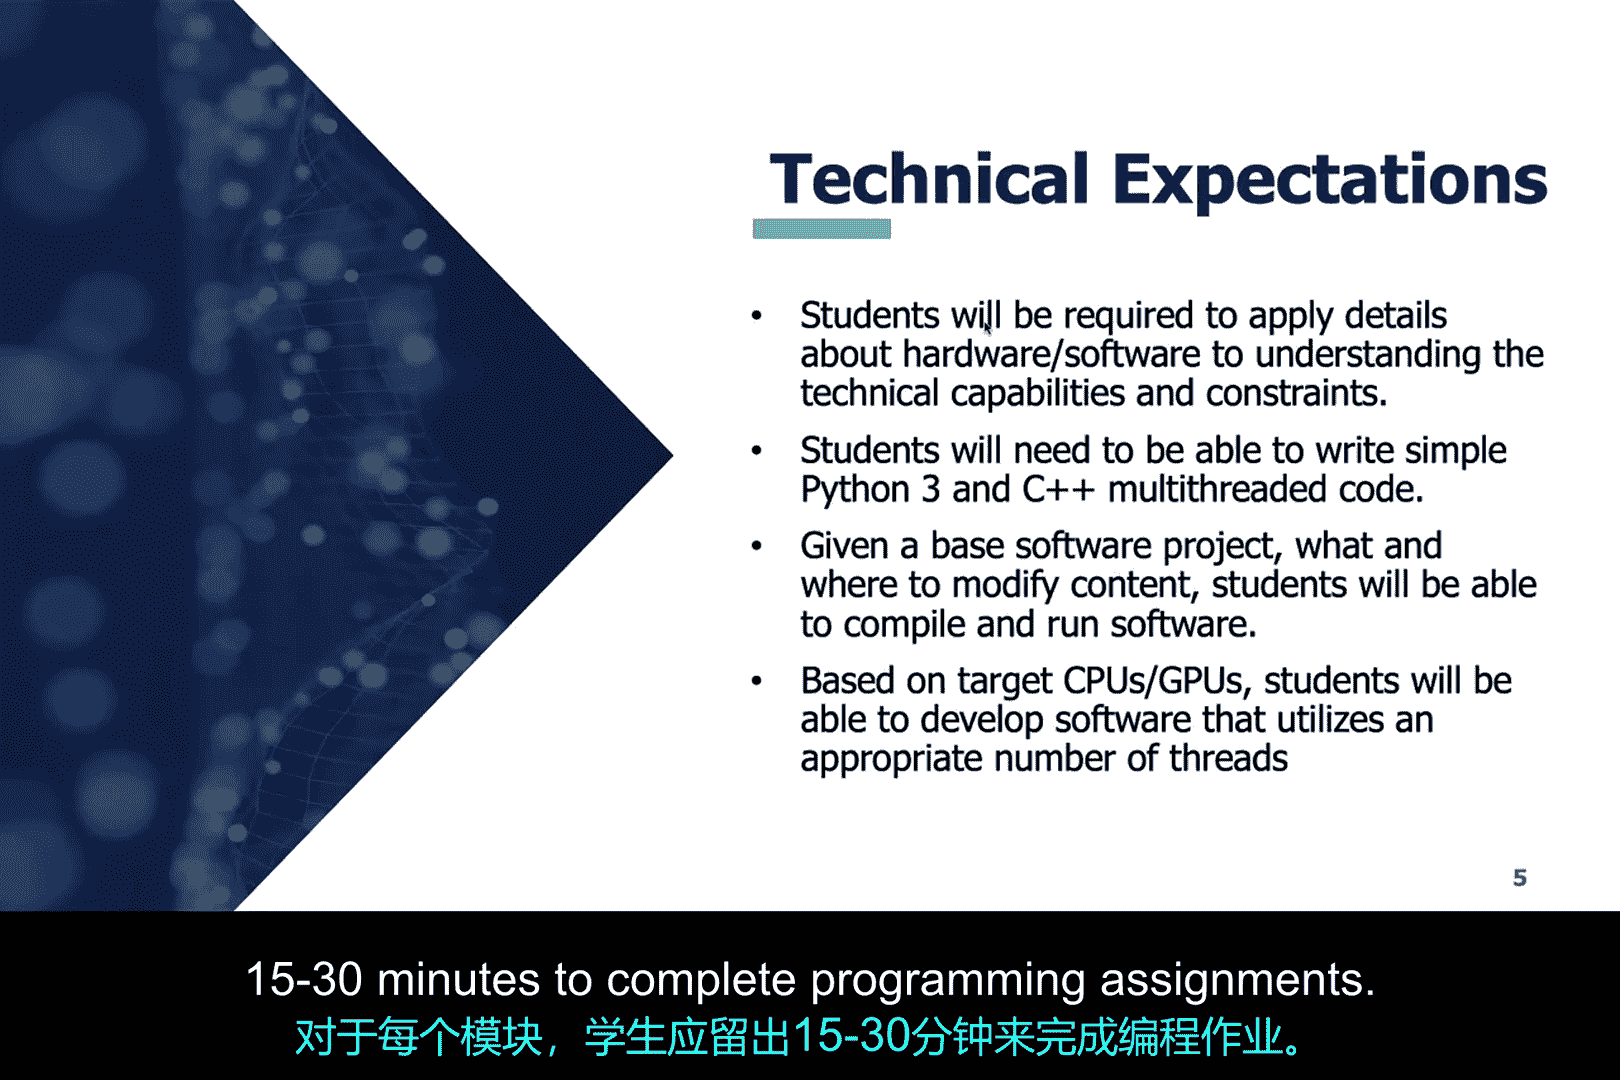 Technical Expectations
• Students will be required to apply details
about hardware/software to understanding the
technical capabilities and constraints.
• Students will need to be able to write simple
Python 3 and C++ multithreaded code.
• Given a base software project, what and
where to modify content, students will be able
to compile and run software.
• Based on target CPUs/GPUs, students will be
able to develop software that utilizes an
appropriate number of threads
5
15-30 minutes to complete programming assignments.
对于每个模块，学生应留出15-30分钟来完成编程作业。